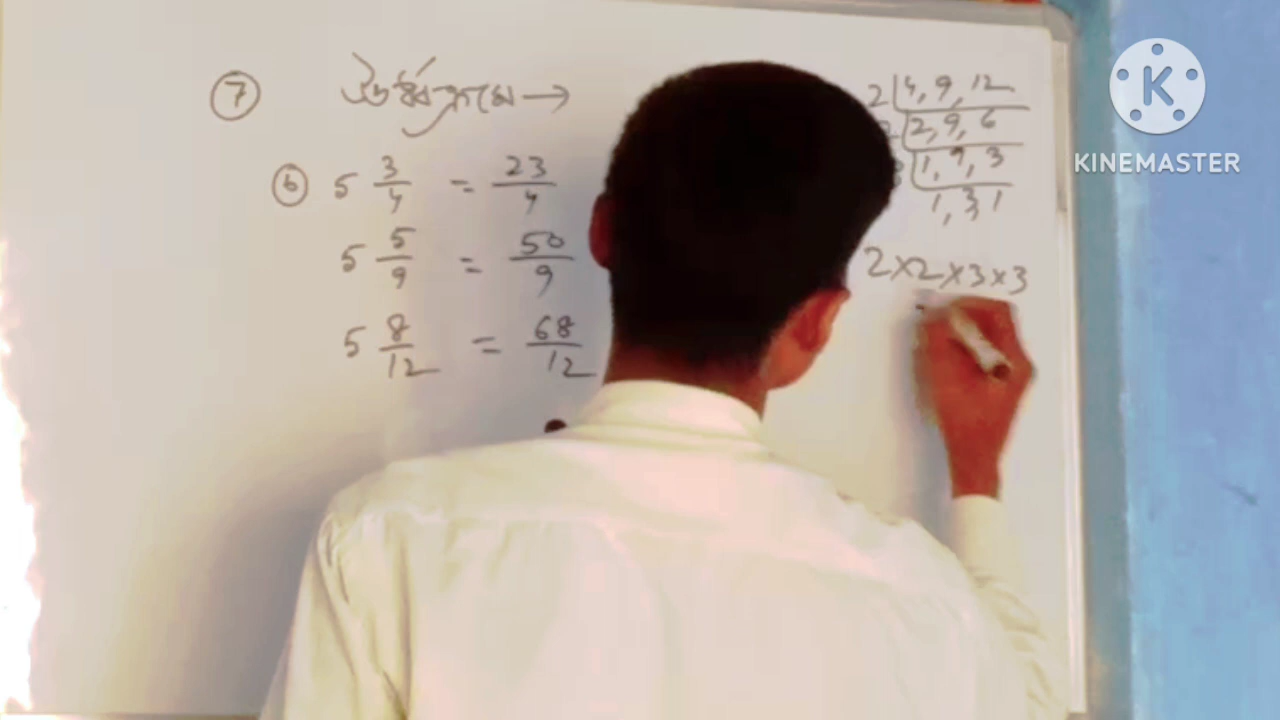 7 ঊর্ধ্বক্রমে →
6 5 3/4 = 23/4
5 5/9 = 50/9
5 8/12 = 68/12
2 | 4, 9, 12
2, 9, 6
1, 9, 3
1, 3, 1
2×2×3×3
KINEMASTER